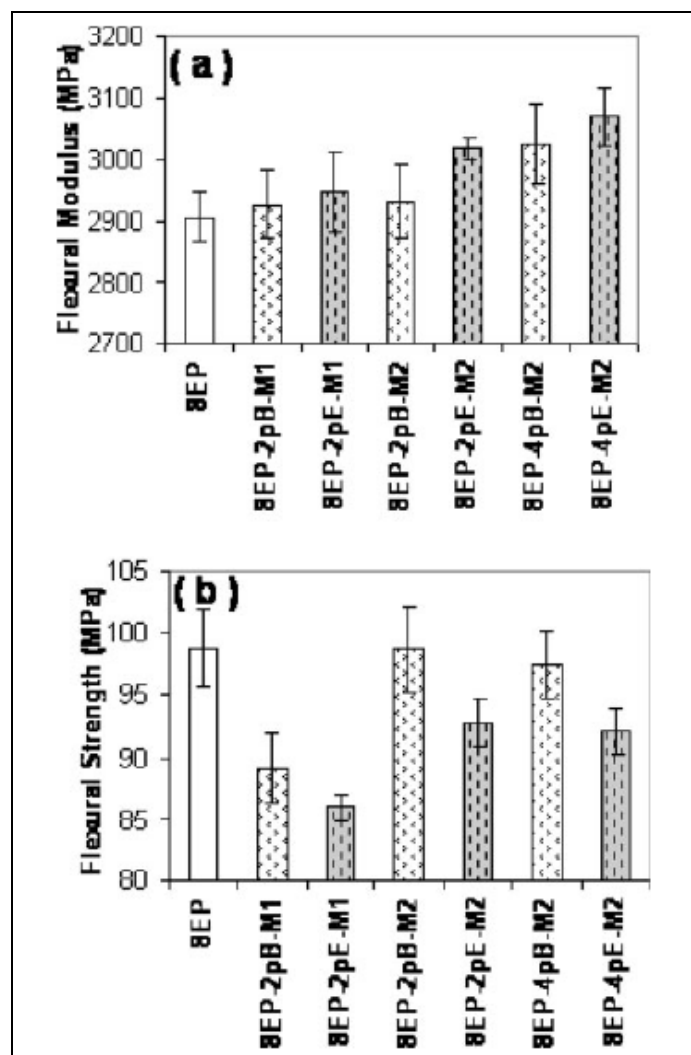 ( a )
Flexural Modulus (MPa)
3200
3100
3000
2900
2800
2700
8EP
8EP-2pB-M1
8EP-2pE-M1
8EP-2pB-M2
8EP-2pE-M2
8EP-4pB-M2
8EP-4pE-M2
( b )
Flexural Strength (MPa)
105
100
95
90
85
80
8EP
8EP-2pB-M1
8EP-2pE-M1
8EP-2pB-M2
8EP-2pE-M2
8EP-4pB-M2
8EP-4pE-M2